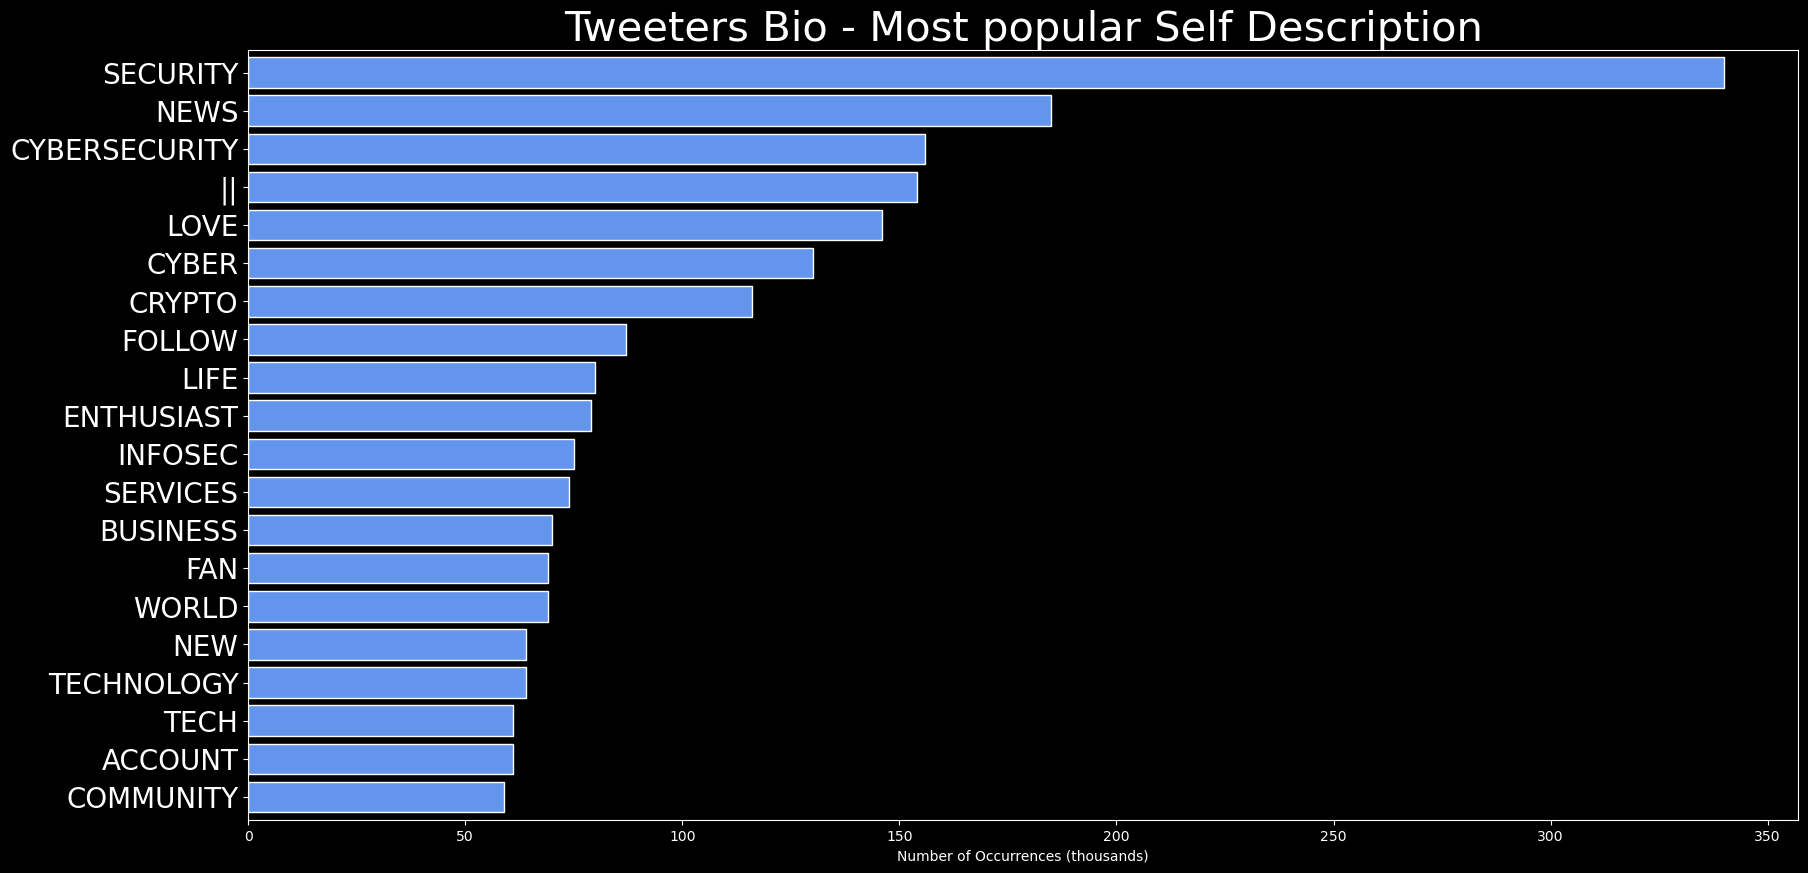 Tweeters Bio - Most popular Self Description
SECURITY
NEWS
CYBERSECURITY
||
LOVE
CYBER
CRYPTO
FOLLOW
LIFE
ENTHUSIAST
INFOSEC
SERVICES
BUSINESS
FAN
WORLD
NEW
TECHNOLOGY
TECH
ACCOUNT
COMMUNITY
0 50 100 150 200 250 300 350
Number of Occurrences (thousands)